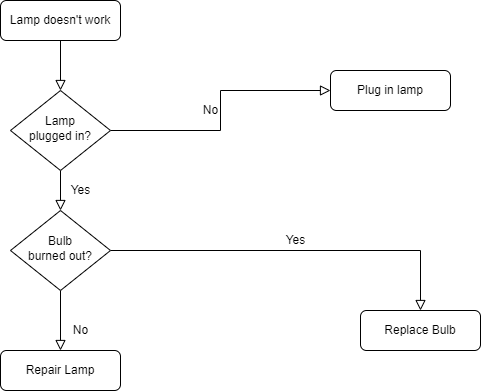 Lamp doesn't work
Plug in lamp
No
Lamp
plugged in?
Yes
Bulb
burned out?
Yes
No
Replace Bulb
Repair Lamp